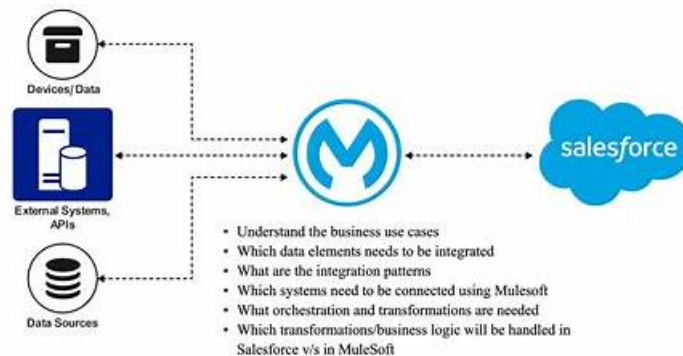 Devices/ Data
External Systems,
APIs
Data Sources
salesforce
• Understand the business use cases
• Which data elements needs to be integrated
• What are the integration patterns
• Which systems need to be connected using Mulesoft
• What orchestration and transformations are needed
• Which transformations/business logic will be handled in
Salesforce v/s in MuleSoft